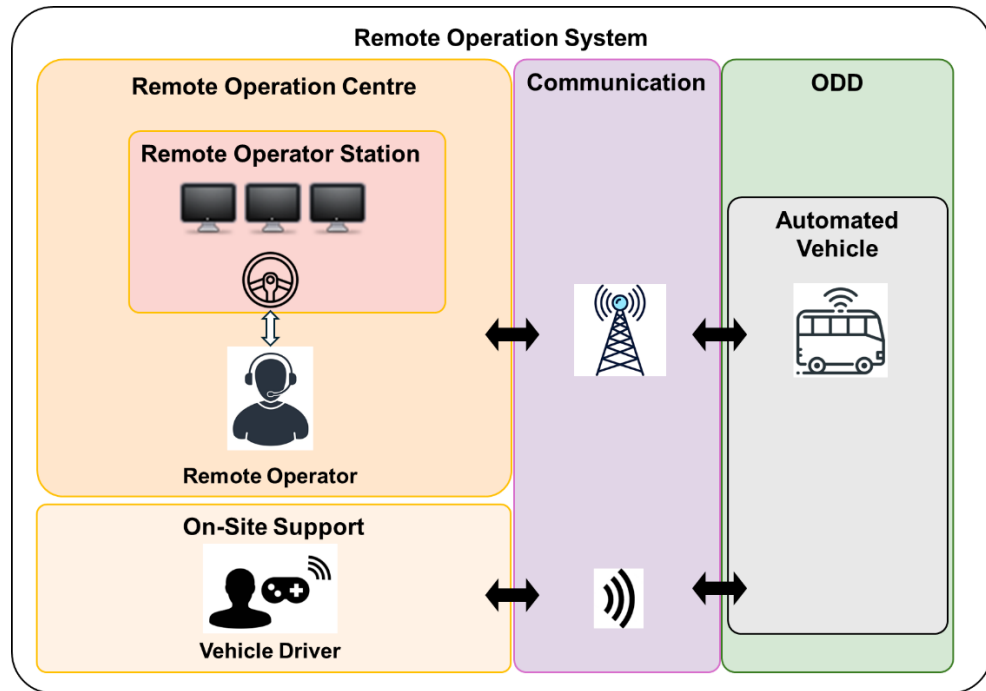 Remote Operation System
Remote Operation Centre
Remote Operator Station
Remote Operator
On-Site Support
Vehicle Driver
Communication
ODD
Automated
Vehicle